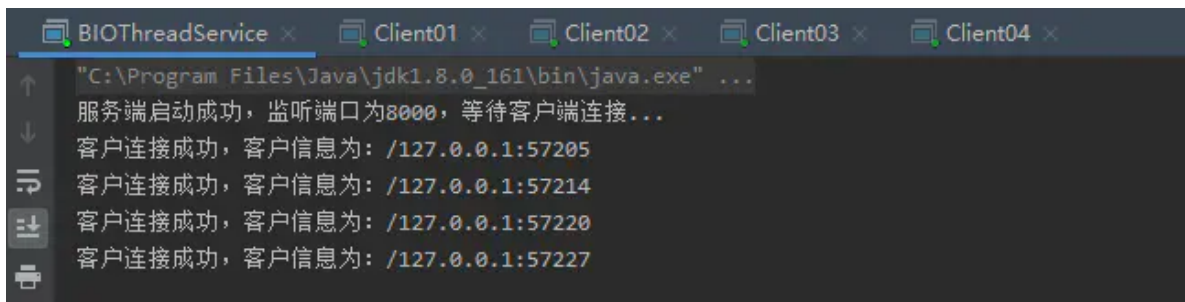 BIOThreadService Client01 Client02 Client03 Client04
"C:\Program Files\Java\jdk1.8.0_161\bin\java.exe" ...
服务端启动成功，监听端口为8000，等待客户端连接...
客户连接成功，客户信息为：/127.0.0.1:57205
客户连接成功，客户信息为：/127.0.0.1:57214
客户连接成功，客户信息为：/127.0.0.1:57220
客户连接成功，客户信息为：/127.0.0.1:57227